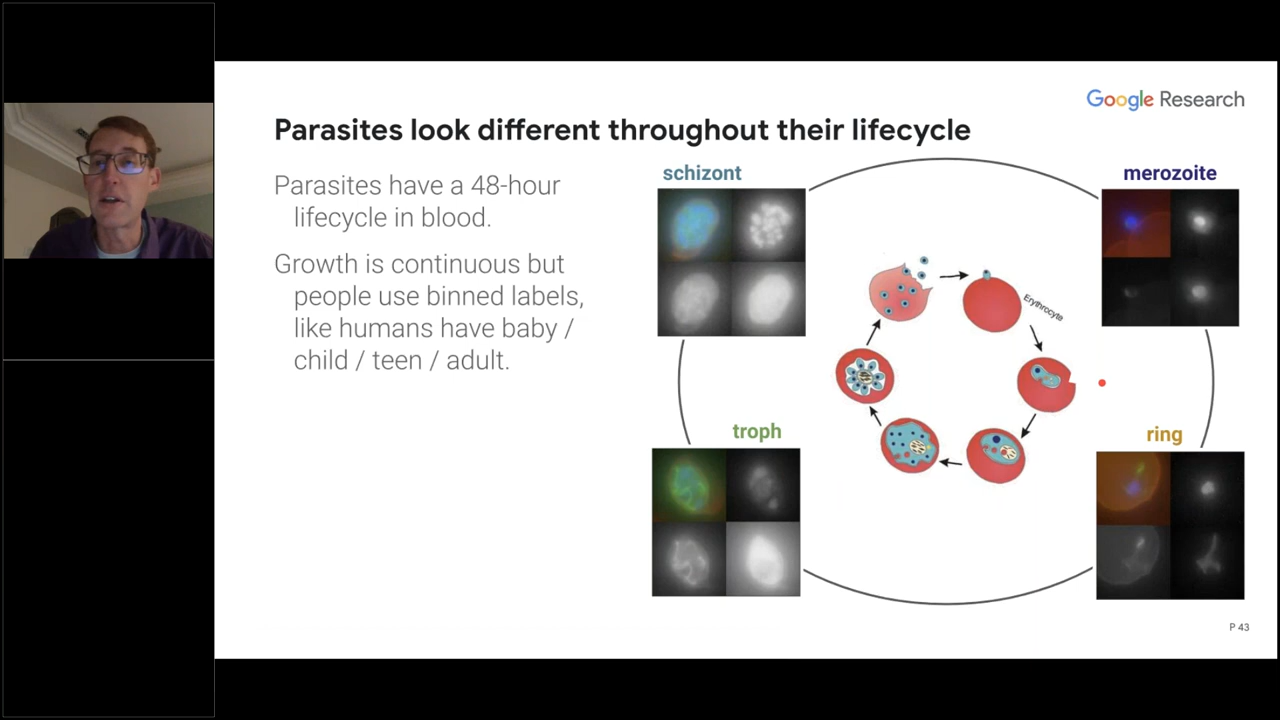 Google Research
Parasites look different throughout their lifecycle
Parasites have a 48-hour
lifecycle in blood.
Growth is continuous but
people use binned labels,
like humans have baby /
child / teen / adult.
schizont
merozoite
Erythrocyte
troph
ring
P 43